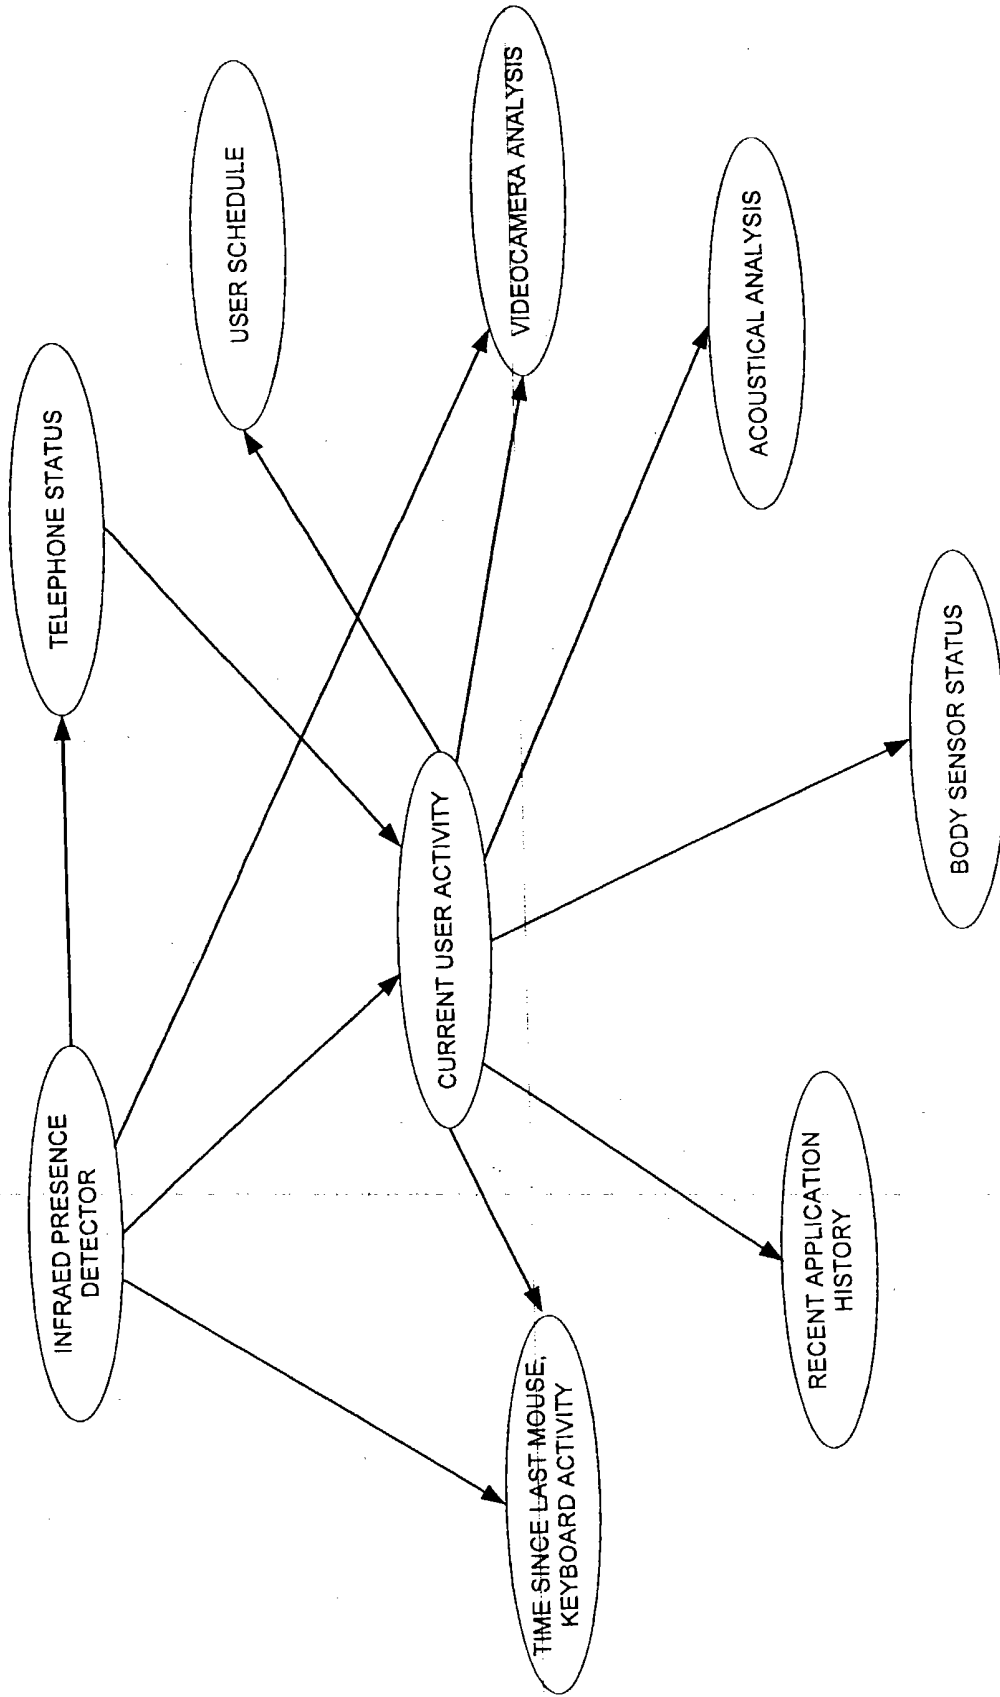 INFRAED PRESENCE
DETECTOR
TELEPHONE STATUS
USER SCHEDULE
CURRENT USER ACTIVITY
VIDEOCAMERA ANALYSIS
TIME SINCE LAST MOUSE,
KEYBOARD ACTIVITY
ACOUSTICAL ANALYSIS
RECENT APPLICATION
HISTORY
BODY SENSOR STATUS